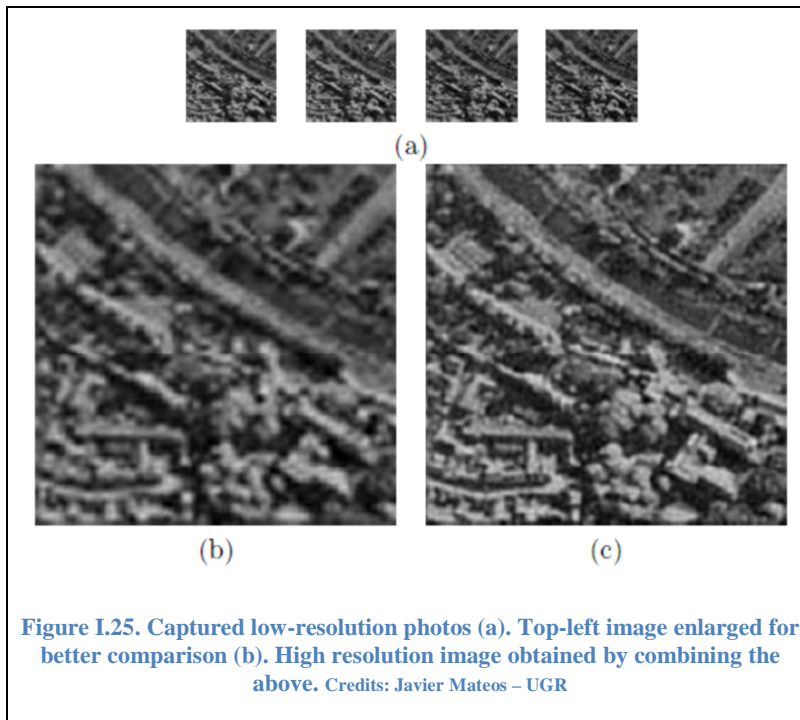 (a)
(b) (c)
Figure I.25. Captured low-resolution photos (a). Top-left image enlarged for
better comparison (b). High resolution image obtained by combining the
above. Credits: Javier Mateos – UGR